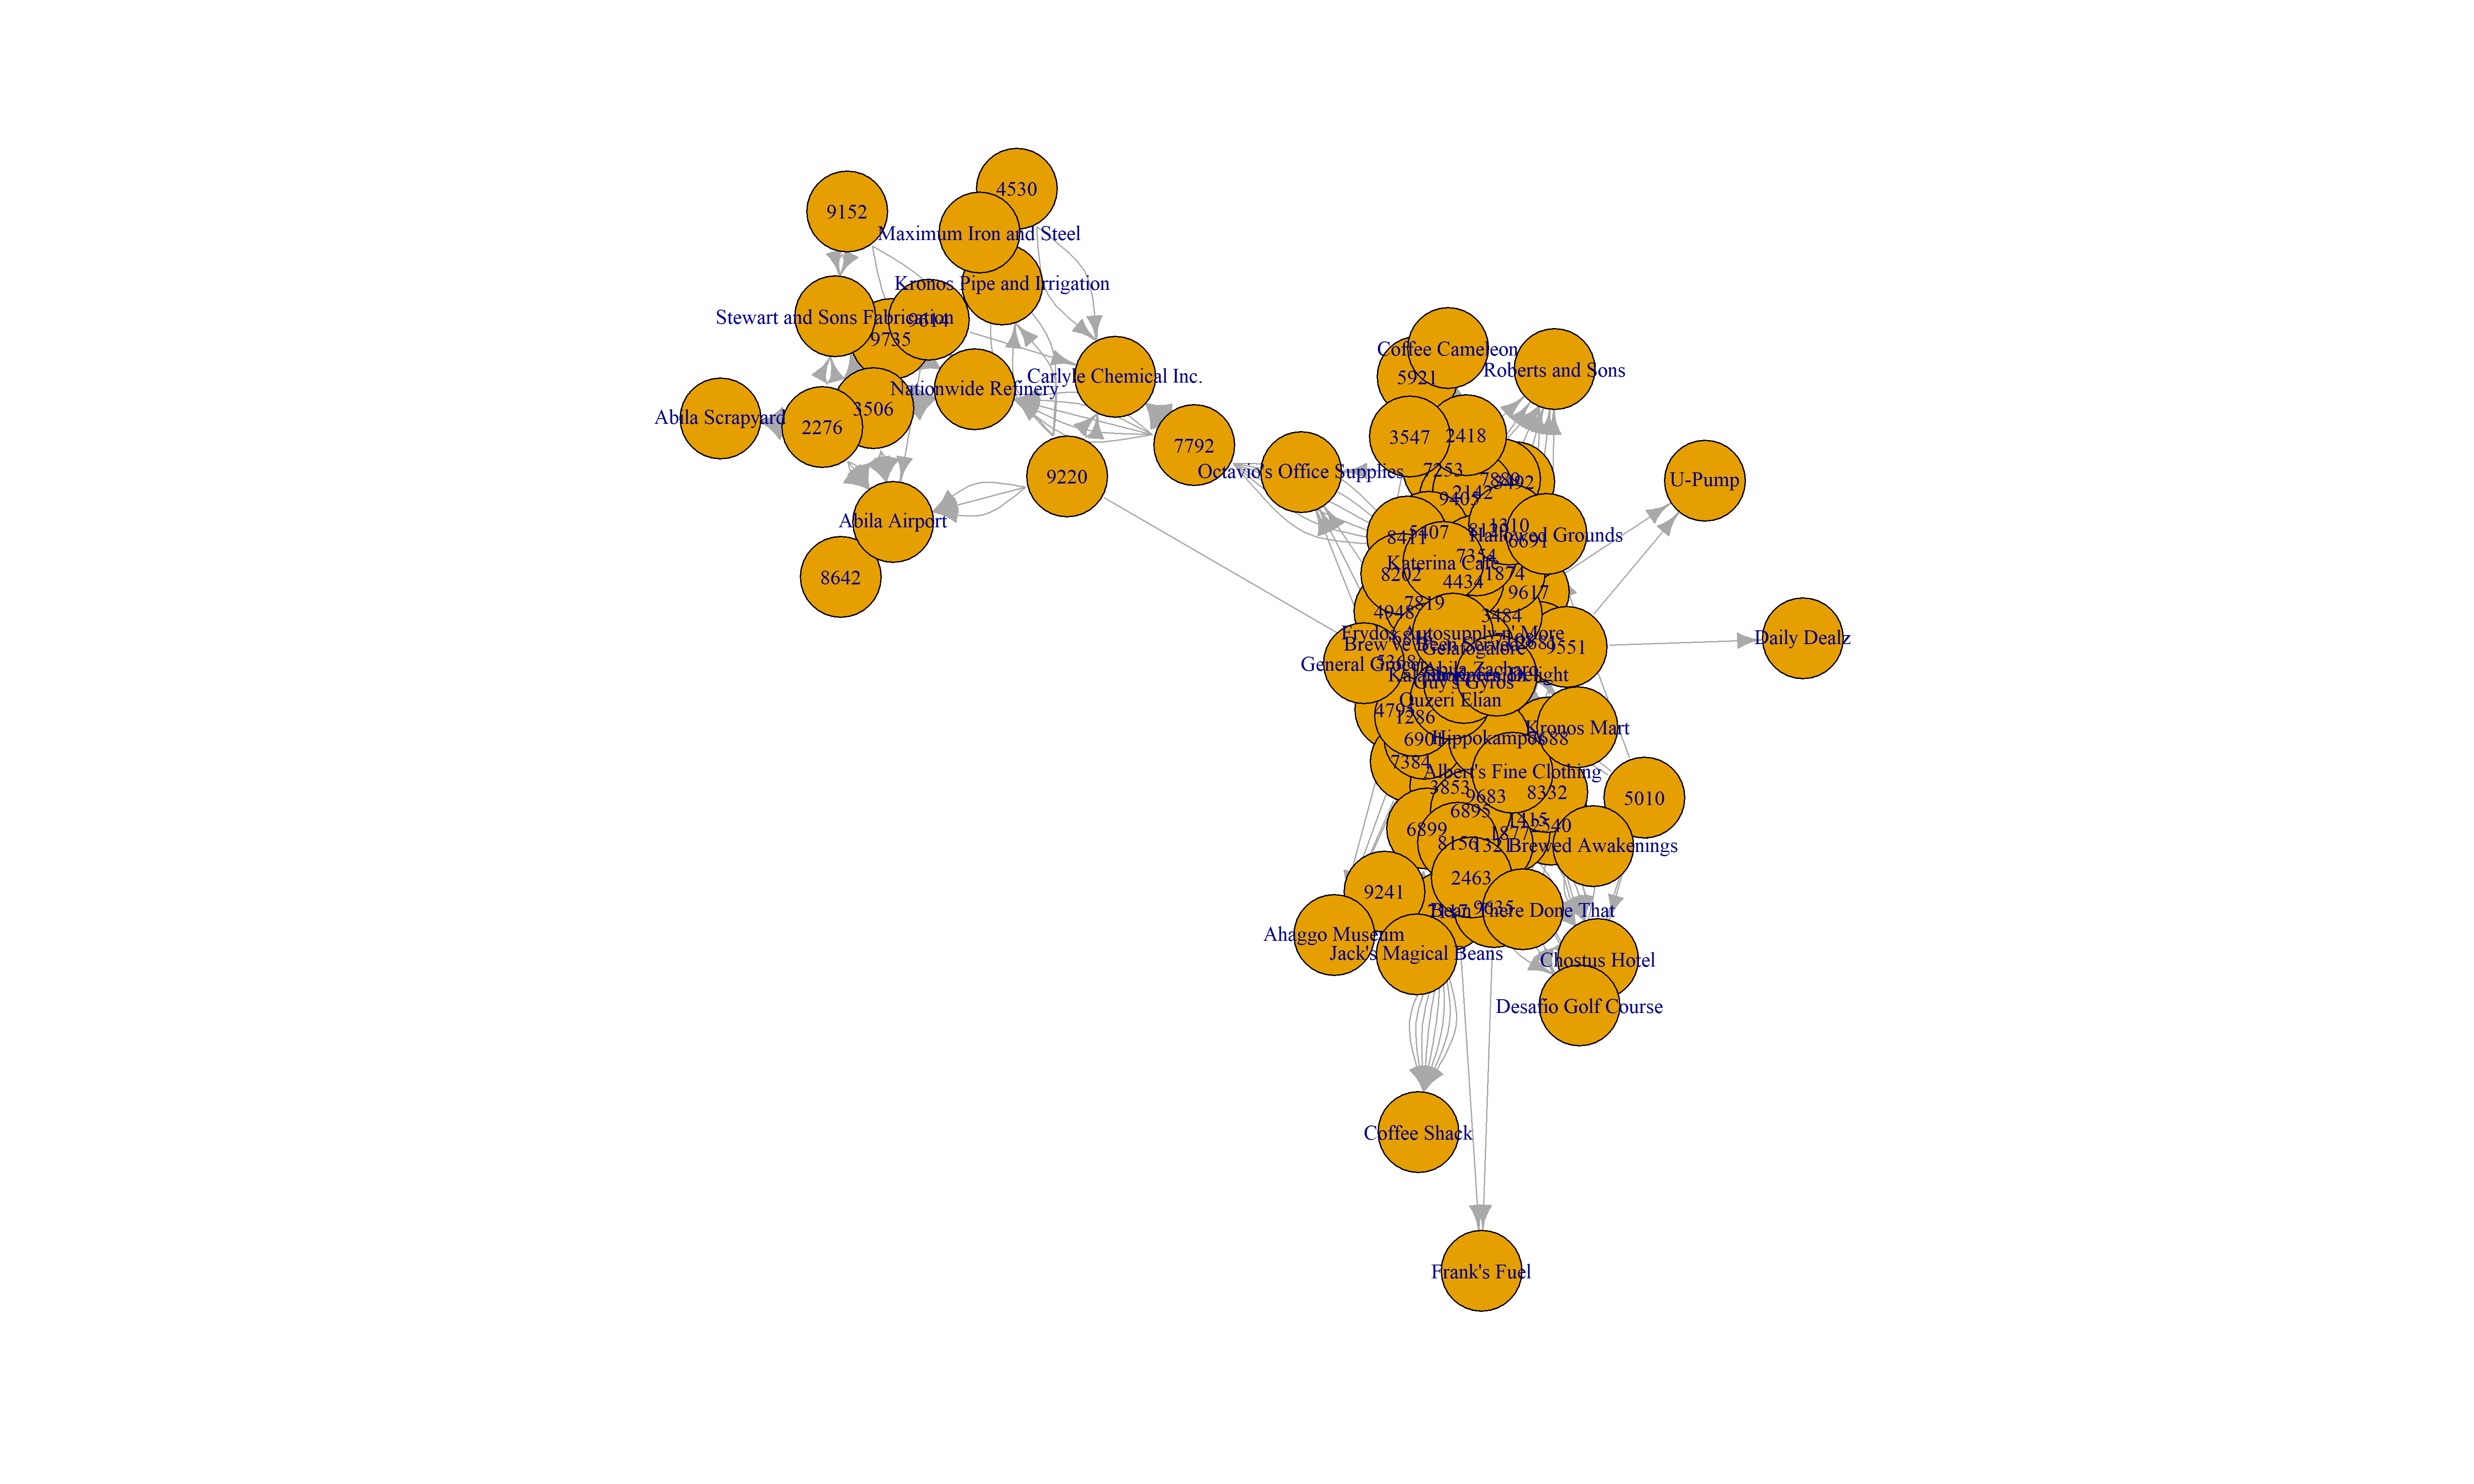 4530
9152
Maximum Iron and Steel
Kronos Pipe and Irrigation
Stewart and Sons Fabrication
9614
9735
Coffee Cameleon
Roberts and Sons
5921
Carlyle Chemical Inc.
Nationwide Refinery
3506
Abila Scrapyard
2276
3547
2418
7792
9220
Octavio's Office Supplies
7253
2142
9405
U-Pump
Abila Airport
1310
5407
8411
Hallowed Grounds
6691
7354
Katerina Cafe
8202
1874
8642
4434
9617
7819
4948
3484
Frydos Autosupply n' More
Brew've Been Served
Gelatogalore
9551
Daily Dealz
General Grocer
5368
Abila Zacharo
Guy's Gyros
Ouzeri Elian
4795
1286
Kronos Mart
6901
Hippokampos
7384
Albert's Fine Clothing
3853
9683
8332
5010
6895
1415
6899
2540
1877
8156
1321
Brewed Awakenings
2463
9241
9635
Bean There Done That
Ahaggo Museum
Jack's Magical Beans
Chostus Hotel
Desafio Golf Course
Coffee Shack
Frank's Fuel